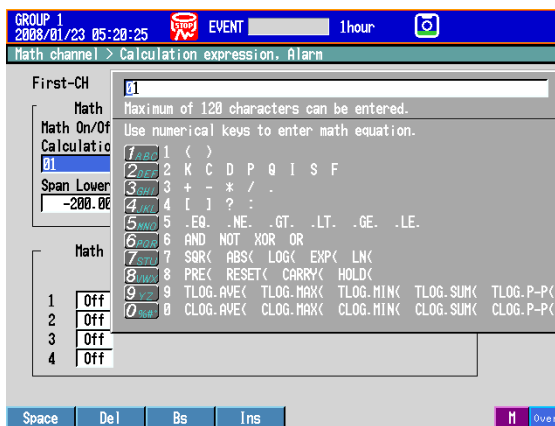 GROUP 1
2008/01/23 05:20:25
STOP
EVENT
1hour
Math channel > Calculation expression, Alarm
First-CH
01
Maximum of 120 characters can be entered.
Math
Math On/Of
Use numerical keys to enter math equation.
Calculatio
01
Span Lower
-200.00
1ABC 1 ( )
2DEF 2 K C D P Q I S F
3GHI 3 + - * / .
4JKL 4 [ ] ? :
5MNO 5 .EQ. .NE. .GT. .LT. .GE. .LE.
6PQR 6 AND NOT XOR OR
7STU 7 SQR( ABS( LOG( EXP( LN(
8VWX 8 PRE( RESET( CARRY( HOLD(
9YZ 9 TLOG.AVE( TLOG.MAX( TLOG.MIN( TLOG.SUM( TLOG.P-P(
0%#° 0 CLOG.AVE( CLOG.MAX( CLOG.MIN( CLOG.SUM( CLOG.P-P(
Math
1 Off
2 Off
3 Off
4 Off
Space Del Bs Ins M Over